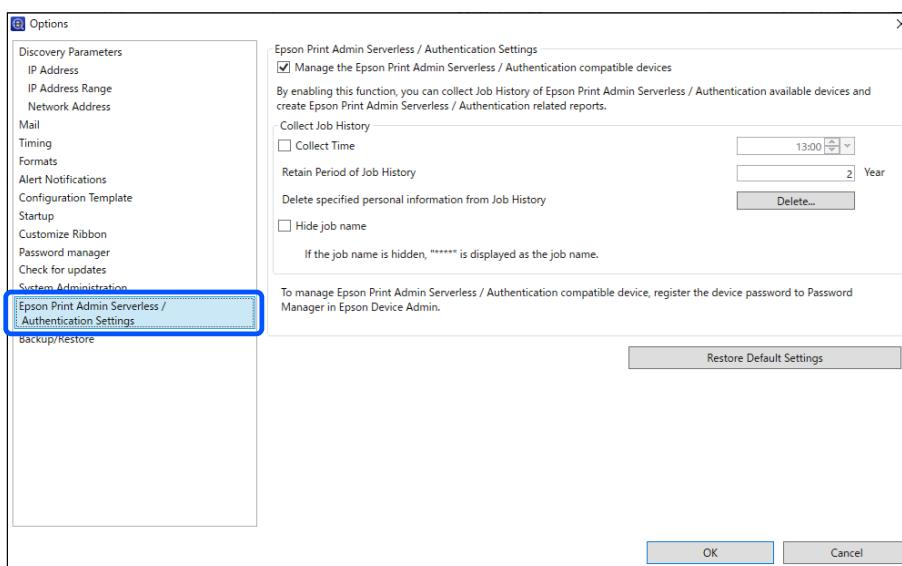 Options
Discovery Parameters
IP Address
IP Address Range
Network Address
Mail
Timing
Formats
Alert Notifications
Configuration Template
Startup
Customize Ribbon
Password manager
Check for updates
System Administration
Epson Print Admin Serverless /
Authentication Settings
Backup/Restore
Epson Print Admin Serverless / Authentication Settings
Manage the Epson Print Admin Serverless / Authentication compatible devices
By enabling this function, you can collect Job History of Epson Print Admin Serverless / Authentication available devices and
create Epson Print Admin Serverless / Authentication related reports.
Collect Job History
Collect Time 13:00
Retain Period of Job History 2 Year
Delete specified personal information from Job History Delete...
Hide job name
If the job name is hidden, "*****" is displayed as the job name.
To manage Epson Print Admin Serverless / Authentication compatible device, register the device password to Password
Manager in Epson Device Admin.
Restore Default Settings
OK Cancel